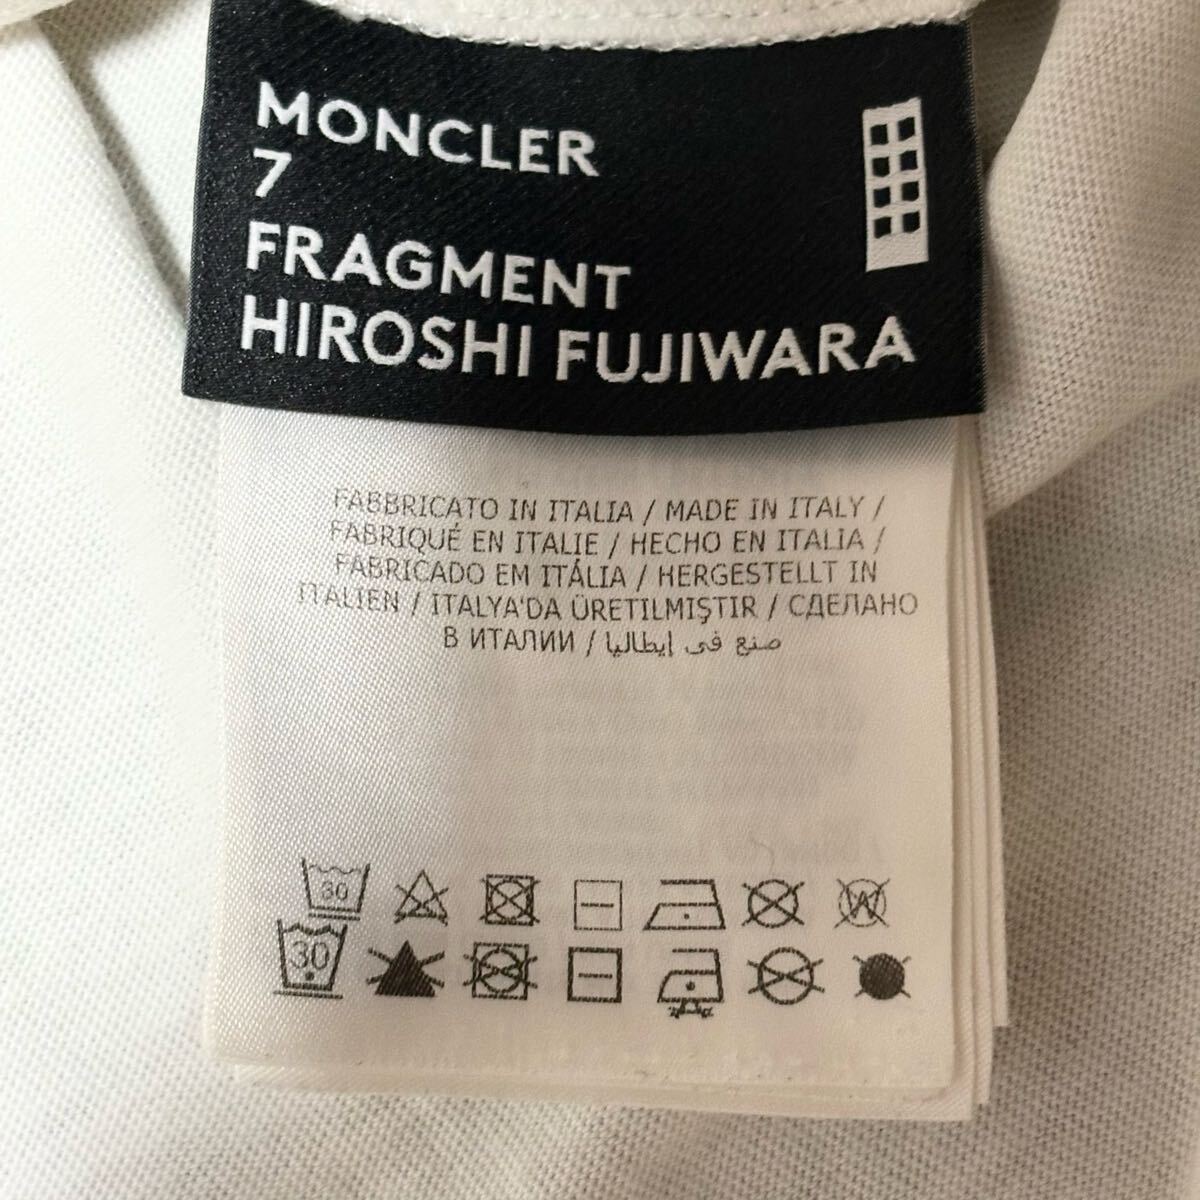 MONCLER
7
FRAGMENT
HIROSHI FUJIWARA
FABBRICATO IN ITALIA / MADE IN ITALY /
FABRIQUÉ EN ITALIE / HECHO EN ITALIA /
FABRICADO EM ITÁLIA / HERGESTELLT IN
ITALIEN / ITALYA'DA ÜRETILMIŞTIR / СДЕЛАНО
В ИТАЛИИ / صنع في إيطاليا
30 W
30